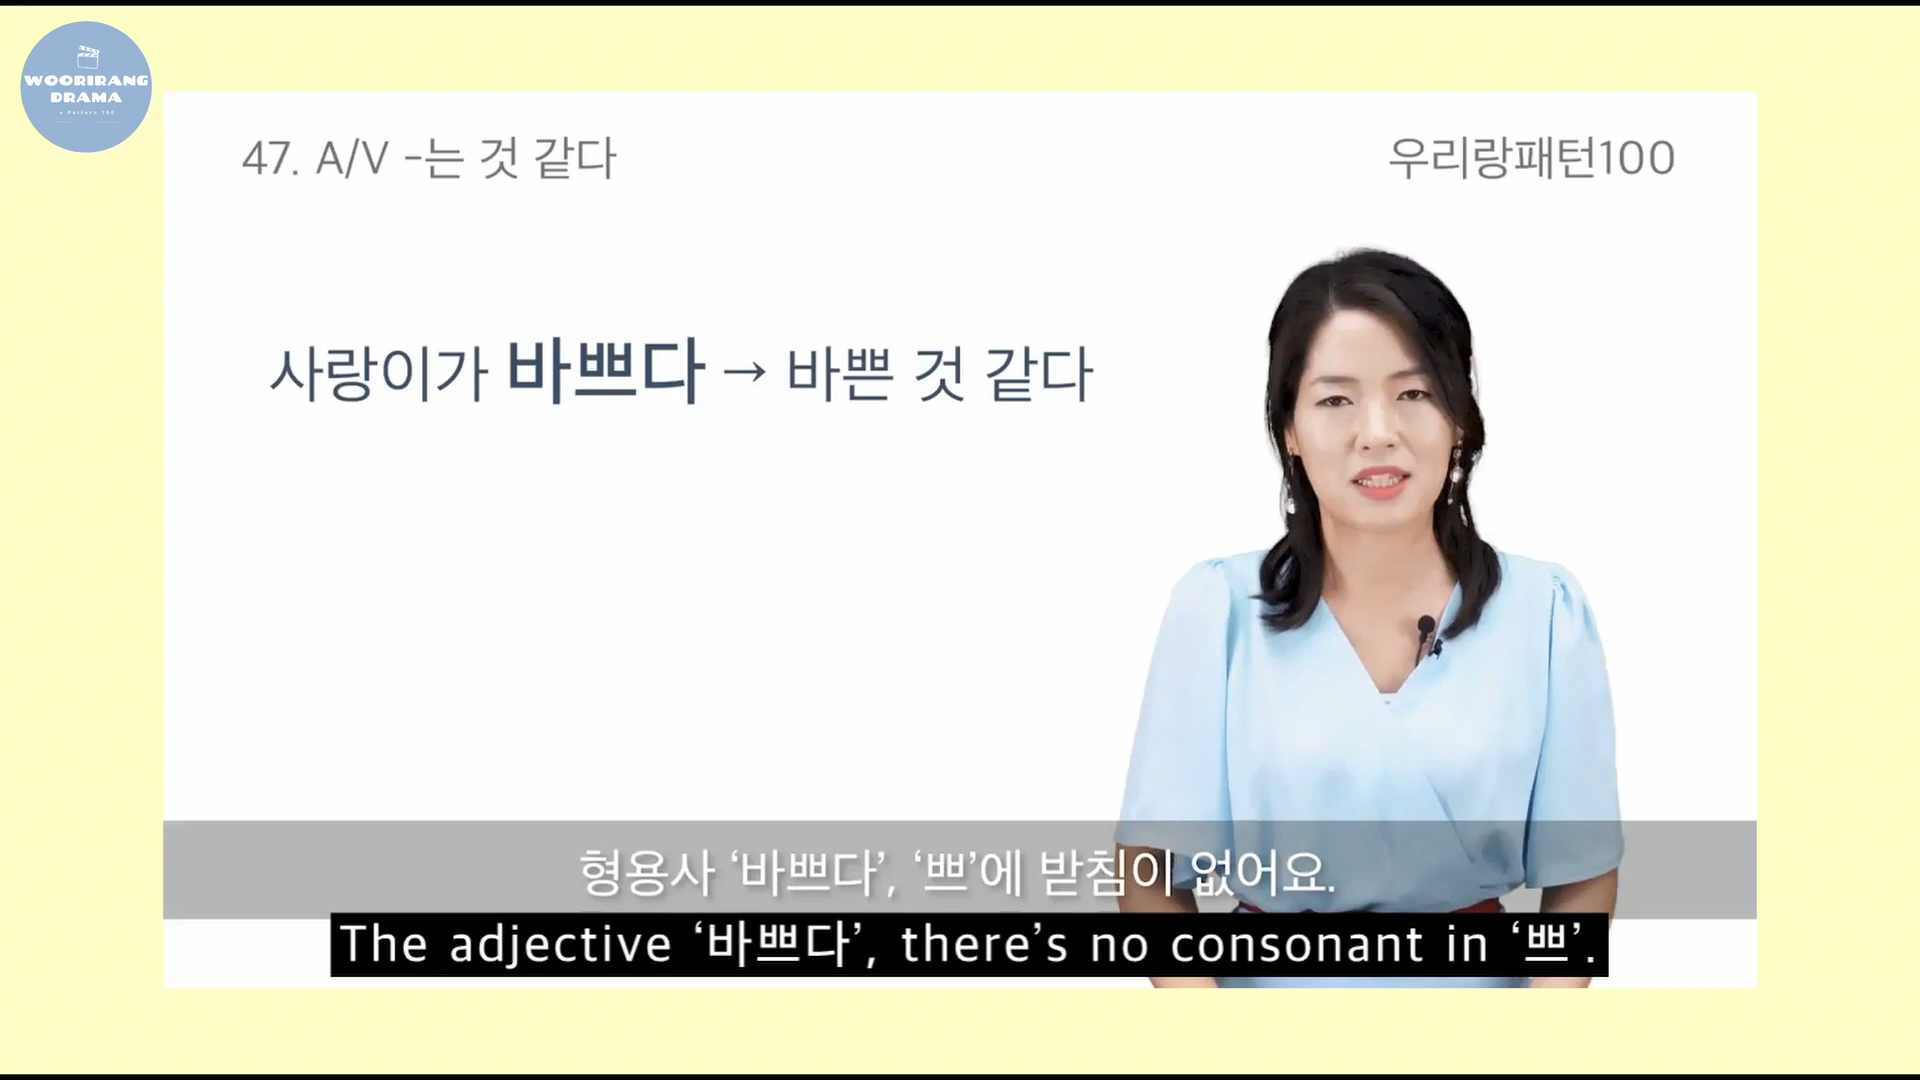 WOORIRANG
DRAMA
47. A/V -는 것 같다
우리랑패턴100
사랑이가 바쁘다 → 바쁜 것 같다
형용사 ‘바쁘다’, ‘쁘’에 받침이 없어요.
The adjective ‘바쁘다’, there’s no consonant in ‘쁘’.